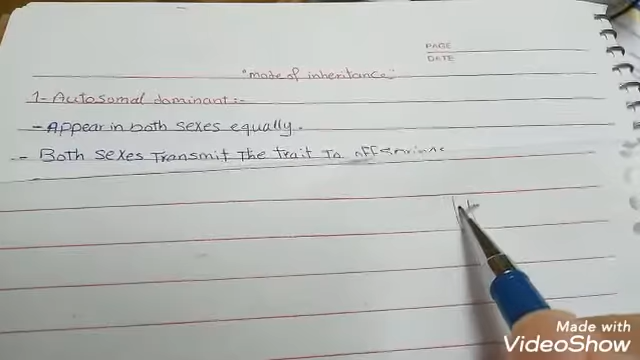 PAGE
DATE
"mode of inheritance"
1- Autosomal dominant:-
- Appear in both sexes equally.
- Both sexes Transmit The trait To offsprings
Made With
VideoShow